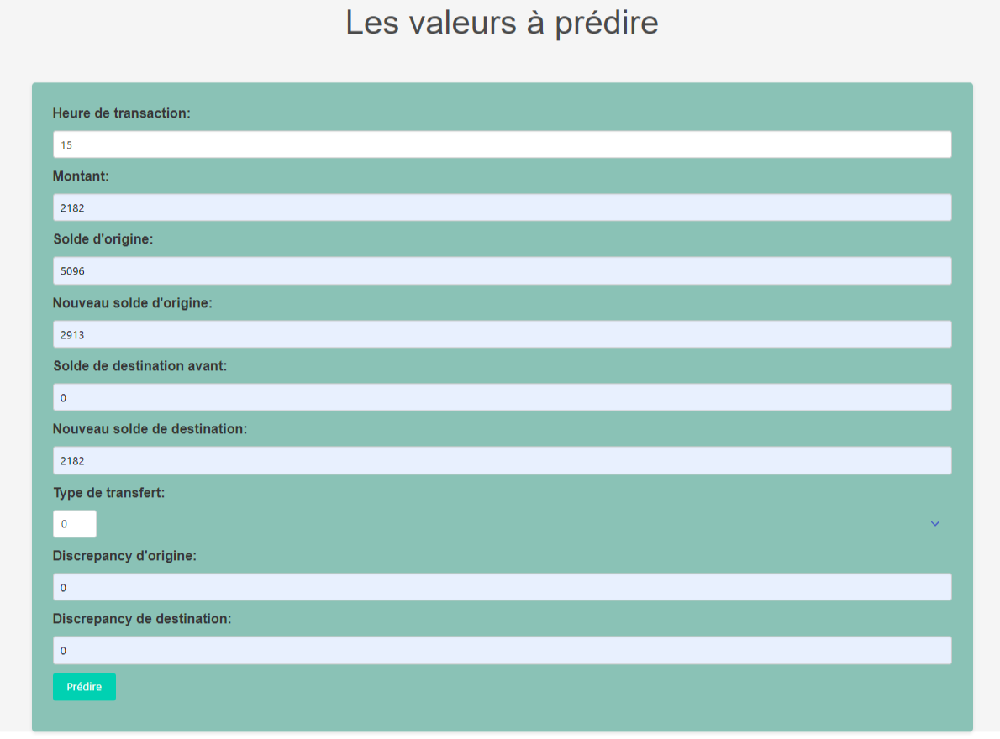 Les valeurs à prédire
Heure de transaction:
15
Montant:
2182
Solde d'origine:
5096
Nouveau solde d'origine:
2913
Solde de destination avant:
0
Nouveau solde de destination:
2182
Type de transfert:
0
Discrepancy d'origine:
0
Discrepancy de destination:
0
Prédire